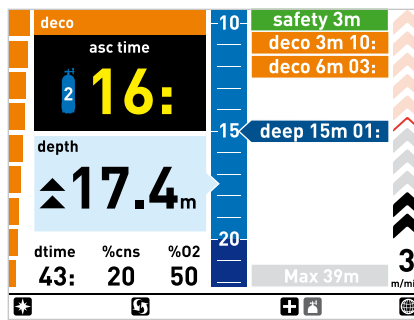 deco
asc time
2
16:
depth
17.4m
dtime %cns %O2
43: 20 50
10
15
20
safety 3m
deco 3m 10:
deco 6m 03:
deep 15m 01:
Max 39m
3
m/mi